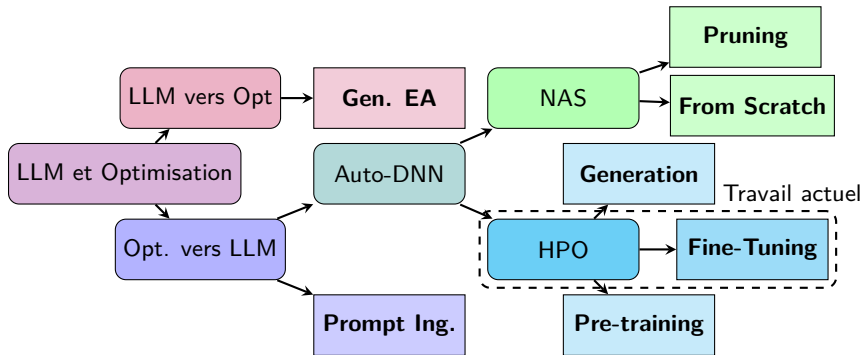 Pruning
LLM vers Opt
Gen. EA
NAS
From Scratch
LLM et Optimisation
Auto-DNN
Generation
Travail actuel
Opt. vers LLM
HPO
Fine-Tuning
Prompt Ing.
Pre-training